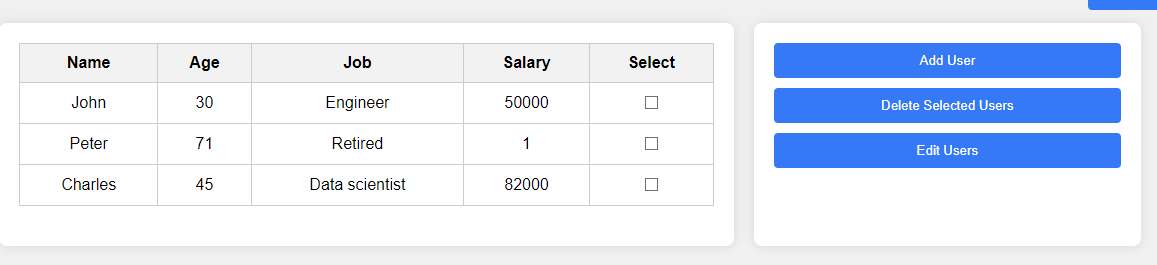 Name Age Job Salary Select
John 30 Engineer 50000
Peter 71 Retired 1
Charles 45 Data scientist 82000
Add User
Delete Selected Users
Edit Users